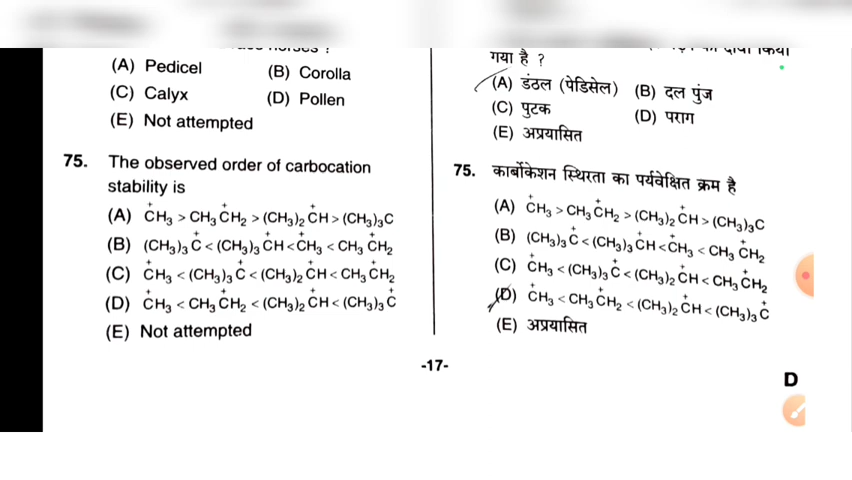 (A) Pedicel (B) Corolla
(C) Calyx (D) Pollen
(E) Not attempted
75. The observed order of carbocation
stability is
(A) C⁺H₃ > CH₃C⁺H₂ > (CH₃)₂C⁺H > (CH₃)₃C
(B) (CH₃)₃C⁺ < (CH₃)₃C⁺H < C⁺H₃ < CH₃C⁺H₂
(C) C⁺H₃ < (CH₃)₃C⁺ < (CH₃)₂C⁺H < CH₃C⁺H₂
(D) C⁺H₃ < CH₃C⁺H₂ < (CH₃)₂C⁺H < (CH₃)₃C⁺
(E) Not attempted
गया है ?
(A) डंठल (पेडिसेल) (B) दल पुंज
(C) पुटक (D) पराग
(E) अप्रयासित
75. कार्बोकेशन स्थिरता का पर्यवेक्षित क्रम है
(A) C⁺H₃ > CH₃C⁺H₂ > (CH₃)₂C⁺H > (CH₃)₃C
(B) (CH₃)₃C⁺ < (CH₃)₃C⁺H < C⁺H₃ < CH₃C⁺H₂
(C) C⁺H₃ < (CH₃)₃C⁺ < (CH₃)₂C⁺H < CH₃C⁺H₂
(D) C⁺H₃ < CH₃C⁺H₂ < (CH₃)₂C⁺H < (CH₃)₃C⁺
(E) अप्रयासित
-17-
D